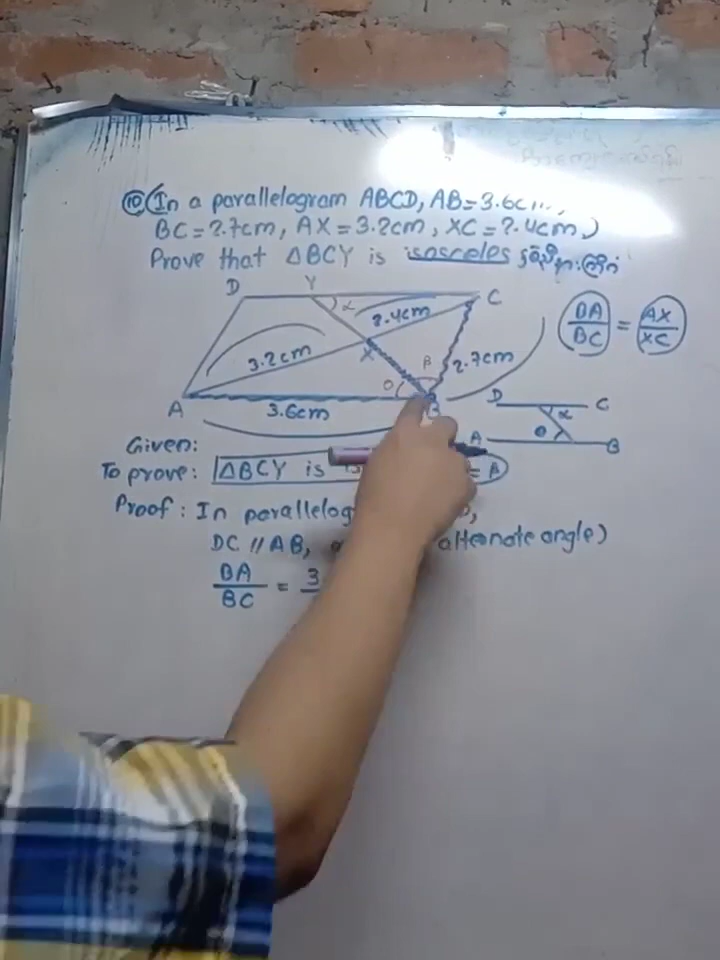 ⑩ (In a parallelogram ABCD, AB=3.6c
BC=2.7cm, AX=3.2cm, XC=2.4cm)
Prove that ΔBCY is isosceles
D Y C
α
2.4cm
3.2cm
X
β
2.7cm
θ
A
3.6cm
B
BA/BC = AX/XC
D C
α
θ
A B
Given:
To prove: ΔBCY is = β
Proof: In parallelog
DC // AB, alternate angle)
BA/BC = 3